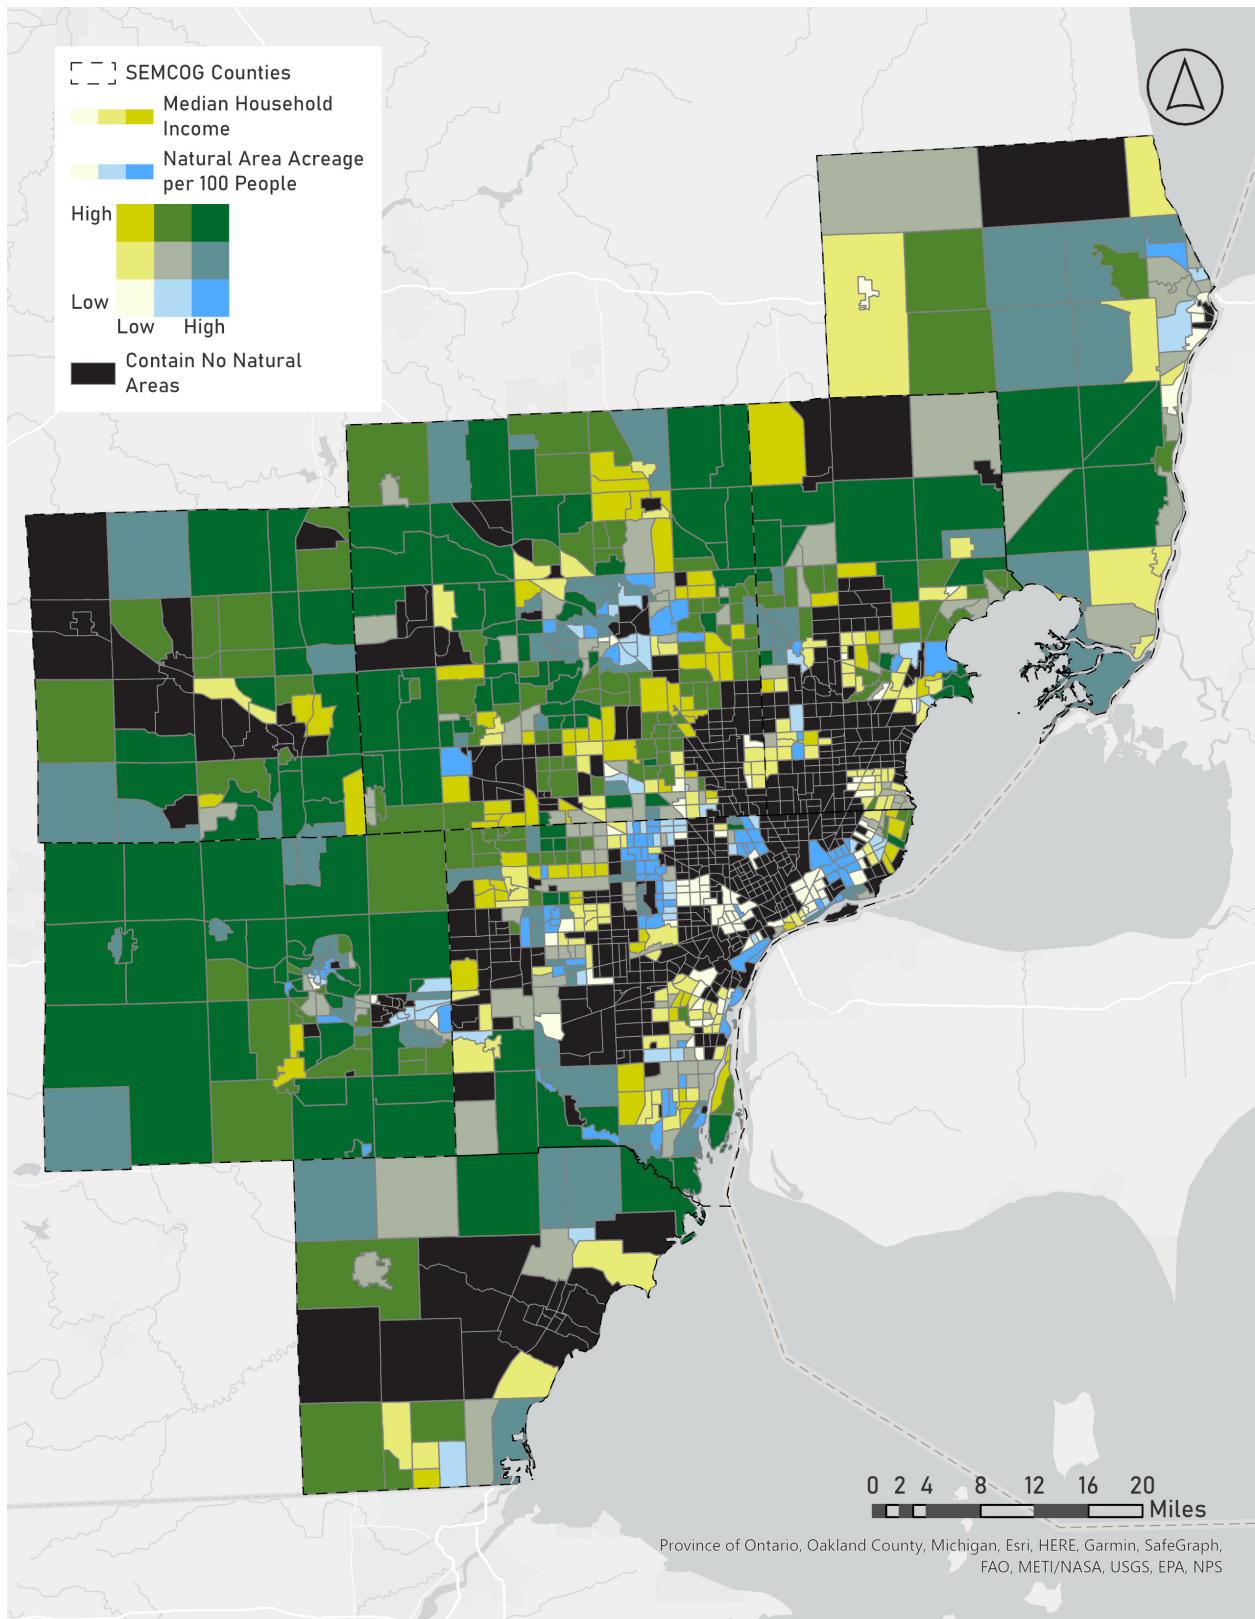 SEMCOG Counties
Median Household
Income
Natural Area Acreage
per 100 People
High
Low
Low High
Contain No Natural
Areas
0 2 4 8 12 16 20
Miles
Province of Ontario, Oakland County, Michigan, Esri, HERE, Garmin, SafeGraph,
FAO, METI/NASA, USGS, EPA, NPS